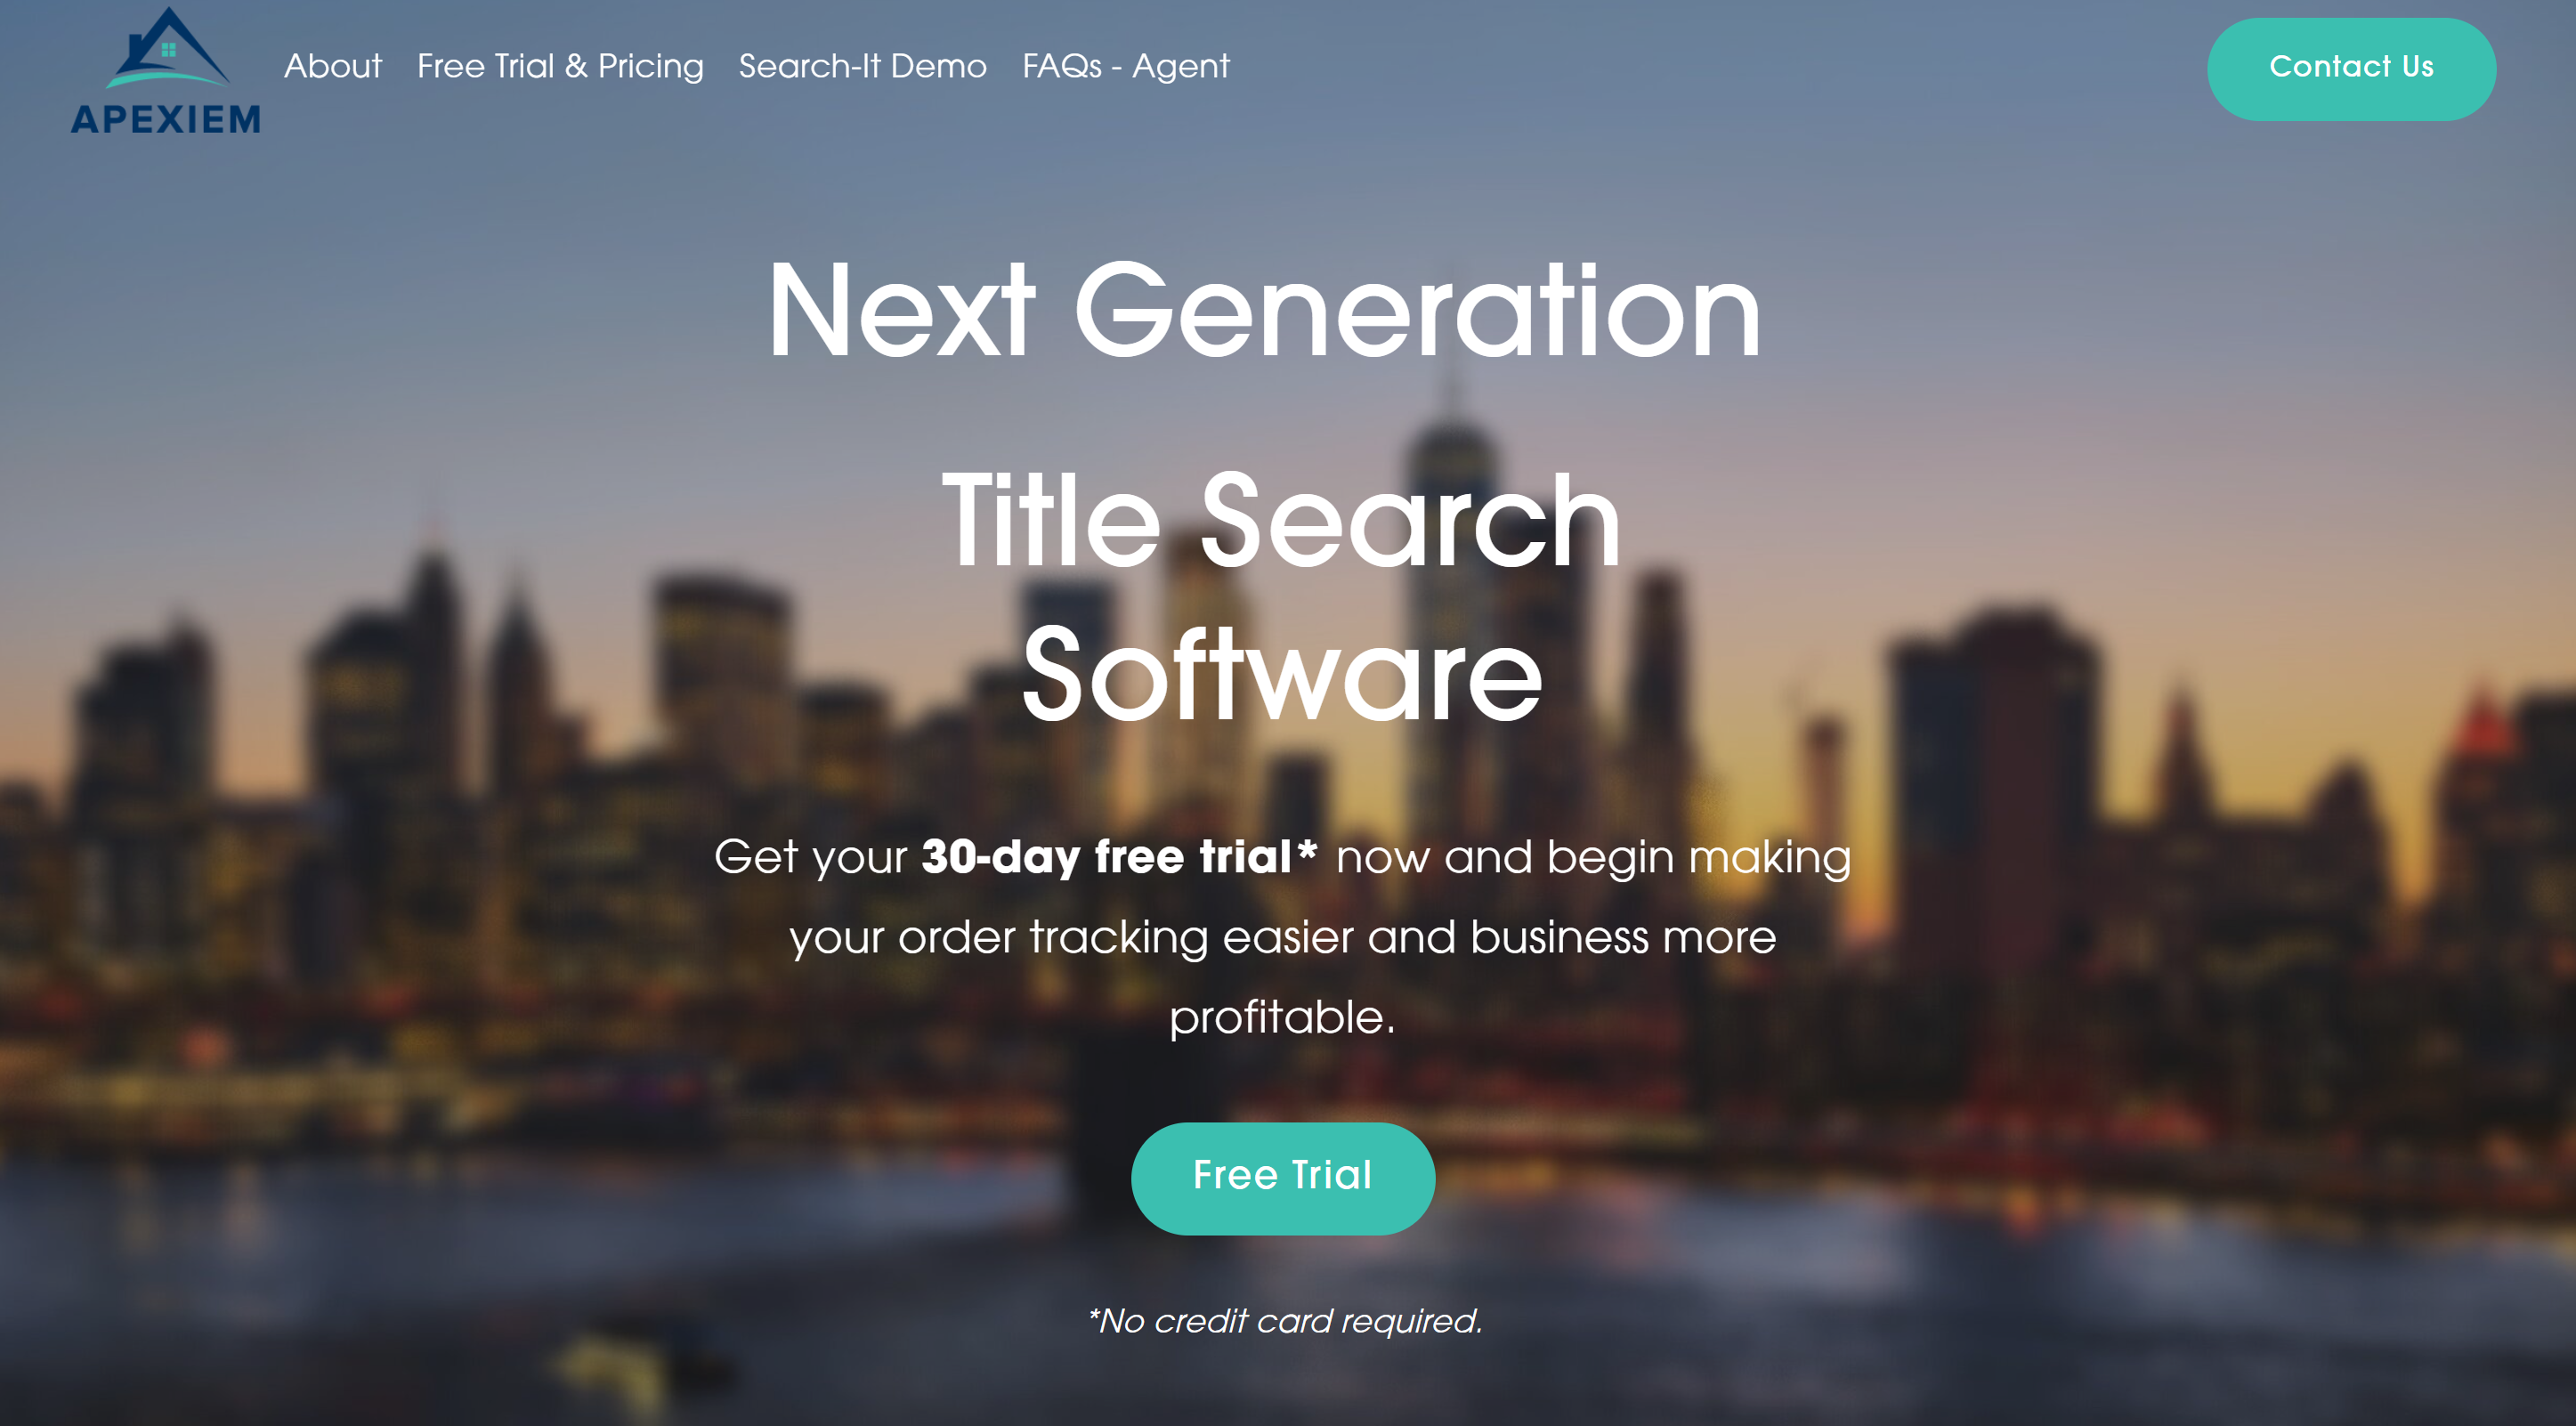 APEXIEM
About
Free Trial & Pricing
Search-It Demo
FAQs - Agent
Contact Us
Next Generation
Title Search
Software
Get your 30-day free trial* now and begin making
your order tracking easier and business more
profitable.
Free Trial
*No credit card required.